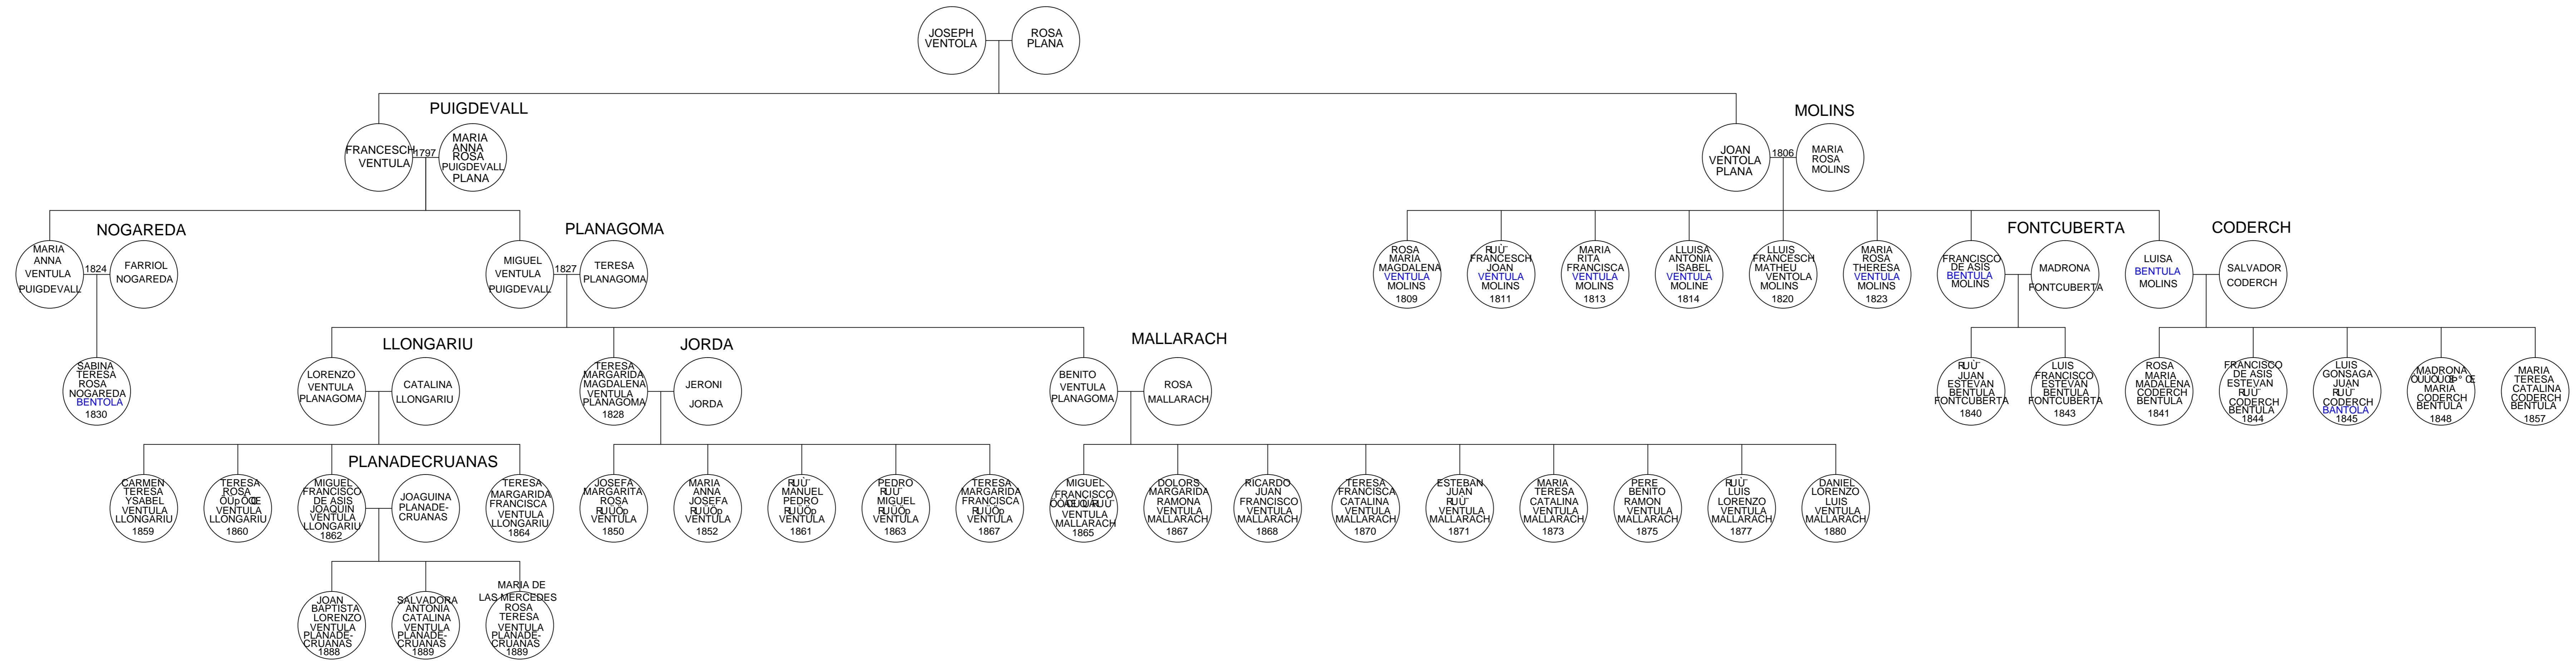 JOSEPH
VENTOLA
ROSA
PLANA
PUIGDEVALL
FRANCESCH
VENTULA
1797
MARIA
ANNA
ROSA
PUIGDEVALL
PLANA
MOLINS
JOAN
VENTOLA
PLANA
1806
MARIA
ROSA
MOLINS
NOGAREDA
MARIA
ANNA
VENTULA
PUIGDEVALL
1824
FARRIOL
NOGAREDA
PLANAGOMA
MIGUEL
VENTULA
PUIGDEVALL
1827
TERESA
PLANAGOMA
ROSA
MARIA
MAGDALENA
VENTULA
MOLINS
1809
FRANCESCH
JOAN
VENTULA
MOLINS
1811
MARIA
RITA
FRANCISCA
VENTULA
MOLINS
1813
LLUISA
ANTONIA
ISABEL
VENTULA
MOLINE
1814
LLUIS
FRANCESCH
MATHEU
VENTOLA
MOLINS
1820
MARIA
ROSA
THERESA
VENTULA
MOLINS
1823
FONTCUBERTA
FRANCISCO
DE ASIS
BENTULA
MOLINS
MADRONA
FONTCUBERTA
CODERCH
LUISA
BENTULA
MOLINS
SALVADOR
CODERCH
SABINA
TERESA
ROSA
NOGAREDA
BENTOLA
1830
LLONGARIU
LORENZO
VENTULA
PLANAGOMA
CATALINA
LLONGARIU
JORDA
TERESA
MARGARIDA
MAGDALENA
VENTULA
PLANAGOMA
1828
JERONI
JORDA
MALLARACH
BENITO
VENTULA
PLANAGOMA
ROSA
MALLARACH
JUAN
ESTEVAN
BENTULA
FONTCUBERTA
1840
LUIS
FRANCISCO
ESTEVAN
BENTULA
FONTCUBERTA
1843
ROSA
MARIA
MADALENA
CODERCH
BENTULA
1841
FRANCISCO
DE ASIS
ESTEVAN
CODERCH
BENTULA
1844
LUIS
GONSAGA
JUAN
CODERCH
BANTOLA
1845
MADRONA
MARIA
CODERCH
BENTULA
1848
MARIA
TERESA
CATALINA
CODERCH
BENTULA
1857
CARMEN
TERESA
YSABEL
VENTULA
LLONGARIU
1859
TERESA
ROSA
VENTULA
LLONGARIU
1860
PLANADECRUANAS
MIGUEL
FRANCISCO
DE ASIS
JOAQUIN
VENTULA
LLONGARIU
1862
JOAGUINA
PLANADE-
CRUANAS
TERESA
MARGARIDA
FRANCISCA
VENTULA
LLONGARIU
1864
JOSEFA
MARGARITA
ROSA
VENTULA
1850
MARIA
ANNA
JOSEFA
VENTULA
1852
MANUEL
PEDRO
VENTULA
1861
PEDRO
MIGUEL
VENTULA
1863
TERESA
MARGARIDA
FRANCISCA
VENTULA
1867
MIGUEL
FRANCISCO
VENTULA
MALLARACH
1865
DOLORS
MARGARIDA
RAMONA
VENTULA
MALLARACH
1867
RICARDO
JUAN
FRANCISCO
VENTULA
MALLARACH
1868
TERESA
FRANCISCA
CATALINA
VENTULA
MALLARACH
1870
ESTEBAN
JUAN
VENTULA
MALLARACH
1871
MARIA
TERESA
CATALINA
VENTULA
MALLARACH
1873
PERE
BENITO
RAMON
VENTULA
MALLARACH
1875
LUIS
LORENZO
VENTULA
MALLARACH
1877
DANIEL
LORENZO
LUIS
VENTULA
MALLARACH
1880
JOAN
BAPTISTA
LORENZO
VENTULA
PLANADE-
CRUANAS
1888
SALVADORA
ANTONIA
CATALINA
VENTULA
PLANADE-
CRUANAS
1889
MARIA DE
LAS MERCEDES
ROSA
TERESA
VENTULA
PLANADE-
CRUANAS
1889